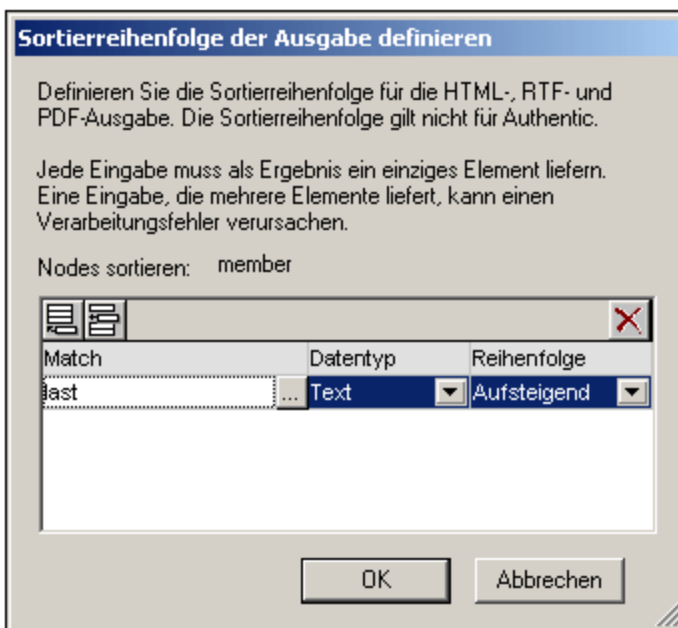 Sortierreihenfolge der Ausgabe definieren
Definieren Sie die Sortierreihenfolge für die HTML-, RTF- und
PDF-Ausgabe. Die Sortierreihenfolge gilt nicht für Authentic.
Jede Eingabe muss als Ergebnis ein einziges Element liefern.
Eine Eingabe, die mehrere Elemente liefert, kann einen
Verarbeitungsfehler verursachen.
Nodes sortieren: member
Match Datentyp Reihenfolge
last ... Text Aufsteigend
OK Abbrechen